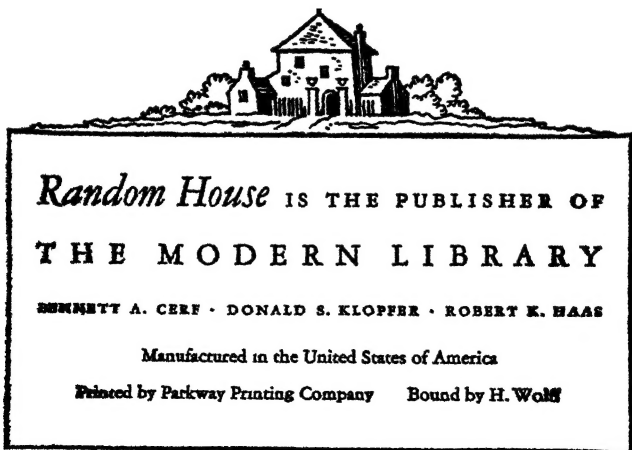 Random House IS THE PUBLISHER OF
THE MODERN LIBRARY
BENNETT A. CERF · DONALD S. KLOPFER · ROBERT K. HAAS
Manufactured in the United States of America
Printed by Parkway Printing Company Bound by H. Wolff